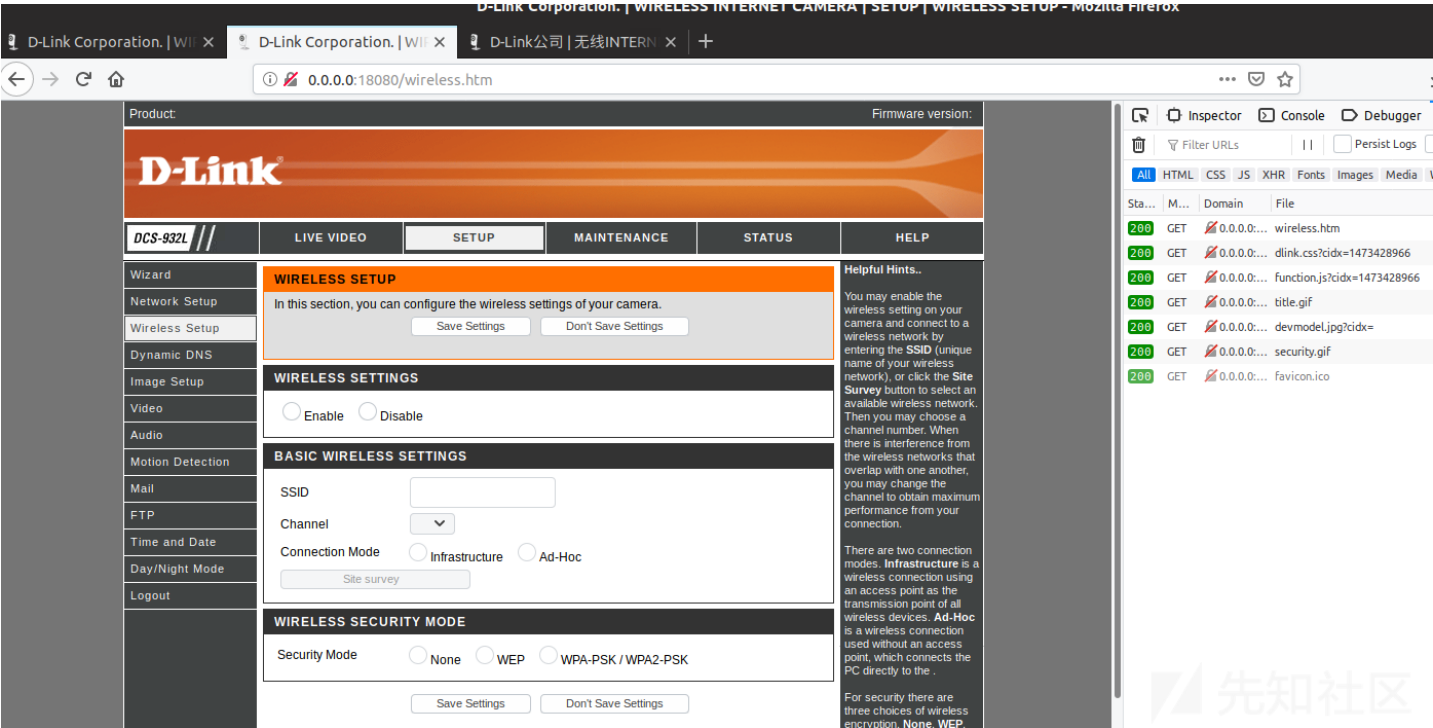 D-Link Corporation. | WIRELESS INTERNET CAMERA | SETUP | WIRELESS SETUP - Mozilla Firefox
D-Link Corporation. | WI
D-Link Corporation. | WI
D-Link公司 | 无线INTERN
0.0.0.0:18080/wireless.htm
Product:
Firmware version:
D-Link
DCS-932L
LIVE VIDEO
SETUP
MAINTENANCE
STATUS
HELP
Wizard
Network Setup
Wireless Setup
Dynamic DNS
Image Setup
Video
Audio
Motion Detection
Mail
FTP
Time and Date
Day/Night Mode
Logout
WIRELESS SETUP
In this section, you can configure the wireless settings of your camera.
Save Settings
Don't Save Settings
WIRELESS SETTINGS
Enable
Disable
BASIC WIRELESS SETTINGS
SSID
Channel
Connection Mode
Infrastructure
Ad-Hoc
Site survey
WIRELESS SECURITY MODE
Security Mode
None
WEP
WPA-PSK / WPA2-PSK
Save Settings
Don't Save Settings
Helpful Hints..
You may enable the
wireless setting on your
camera and connect to a
wireless network by
entering the SSID (unique
name of your wireless
network), or click the Site
Survey button to select an
available wireless network.
Then you may choose a
channel number. When
there is interference from
the wireless networks that
overlap with one another,
you may change the
channel to obtain maximum
performance from your
connection.
There are two connection
modes. Infrastructure is a
wireless connection using
an access point as the
transmission point of all
wireless devices. Ad-Hoc
is a wireless connection
used without an access
point, which connects the
PC directly to the .
For security there are
three choices of wireless
encryption, None, WEP,
Inspector
Console
Debugger
Filter URLs
Persist Logs
All HTML CSS JS XHR Fonts Images Media
Sta... M... Domain File
200 GET 0.0.0.0:... wireless.htm
200 GET 0.0.0.0:... dlink.css?cidx=1473428966
200 GET 0.0.0.0:... function.js?cidx=1473428966
200 GET 0.0.0.0:... title.gif
200 GET 0.0.0.0:... devmodel.jpg?cidx=
200 GET 0.0.0.0:... security.gif
200 GET 0.0.0.0:... favicon.ico
先知社区